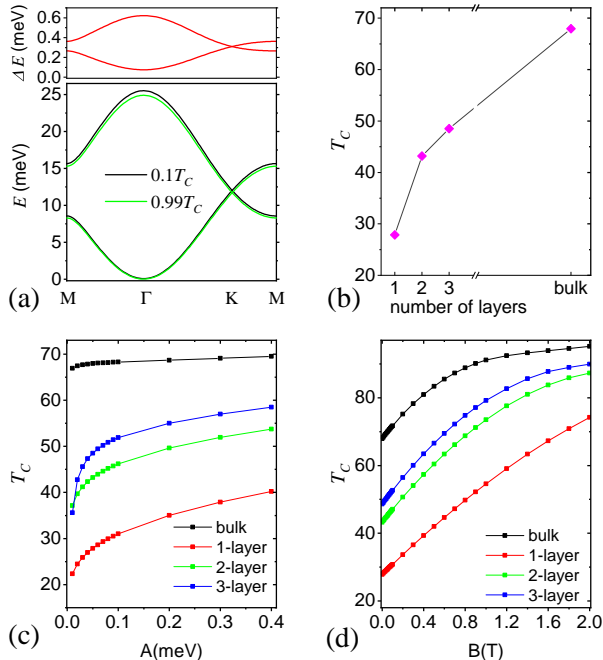 ΔE (meV)
0.6
0.4
0.2
0.0
E (meV)
25
20
15
10
5
0
0.1T_C
0.99T_C
M Γ K M
(a)
T_C
70
60
50
40
30
20
1 2 3 bulk
number of layers
(b)
T_C
70
60
50
40
30
20
bulk
1-layer
2-layer
3-layer
0.0 0.1 0.2 0.3 0.4
(c) A(meV)
T_C
80
60
40
20
bulk
1-layer
2-layer
3-layer
0.0 0.4 0.8 1.2 1.6 2.0
(d) B(T)